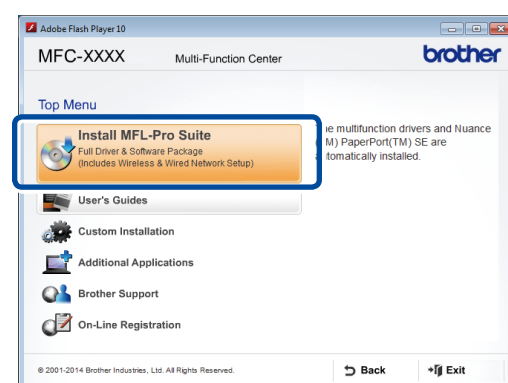 Adobe Flash Player 10
MFC-XXXX
Multi-Function Center
brother
Top Menu
Install MFL-Pro Suite
Full Driver & Software Package
(Includes Wireless & Wired Network Setup)
multifunction drivers and Nuance
M) PaperPort(TM) SE are
installed.
User's Guides
Custom Installation
Additional Applications
Brother Support
On-Line Registration
© 2001-2014 Brother Industries, Ltd. All Rights Reserved.
Back
Exit